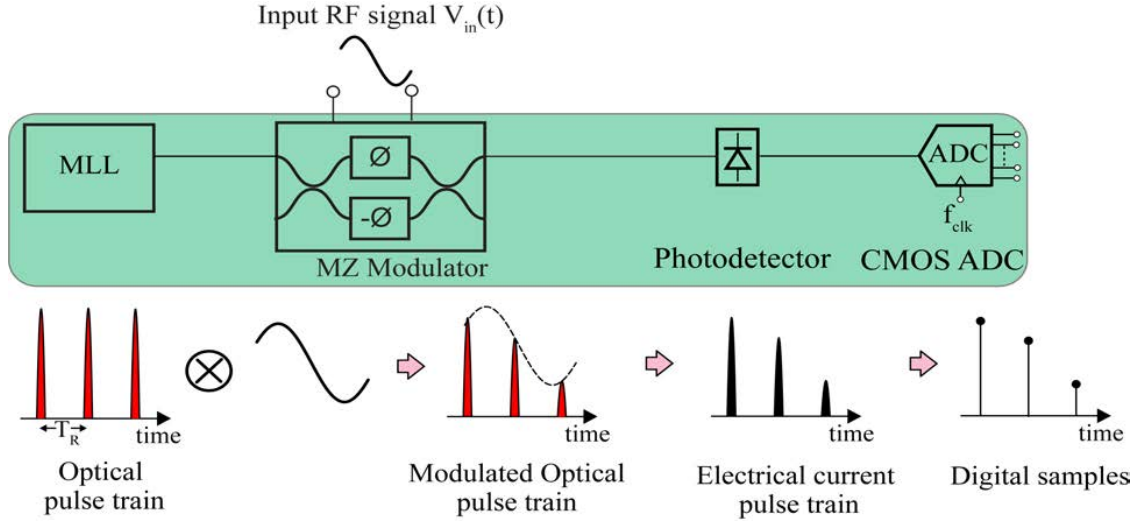 Input RF signal V_in(t)
MLL
Ø
-Ø
MZ Modulator
Photodetector
ADC
f_clk
CMOS ADC
T_R
time
time
time
time
Optical
pulse train
Modulated Optical
pulse train
Electrical current
pulse train
Digital samples